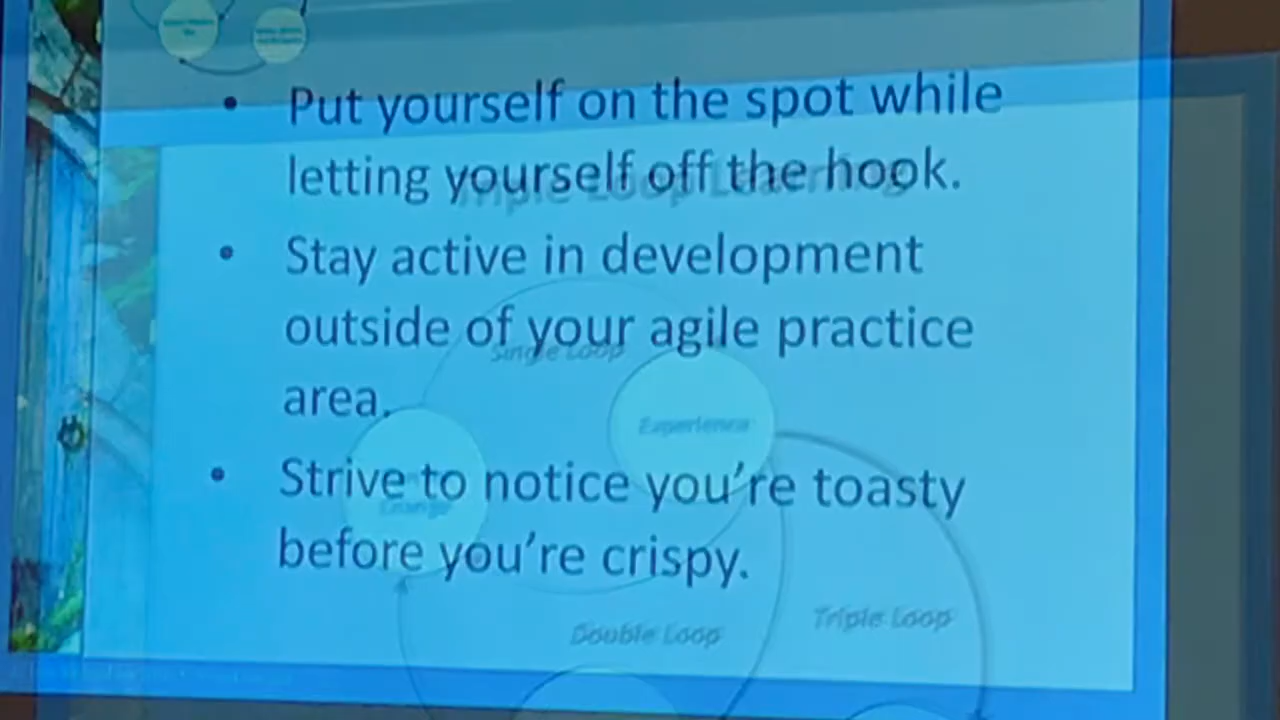 • Put yourself on the spot while
letting yourself off the hook.
Triple Loop Learning
• Stay active in development
outside of your agile practice
Single Loop
area.
Experience
• Strive to notice you're toasty
Change
before you're crispy.
Triple Loop
Double Loop